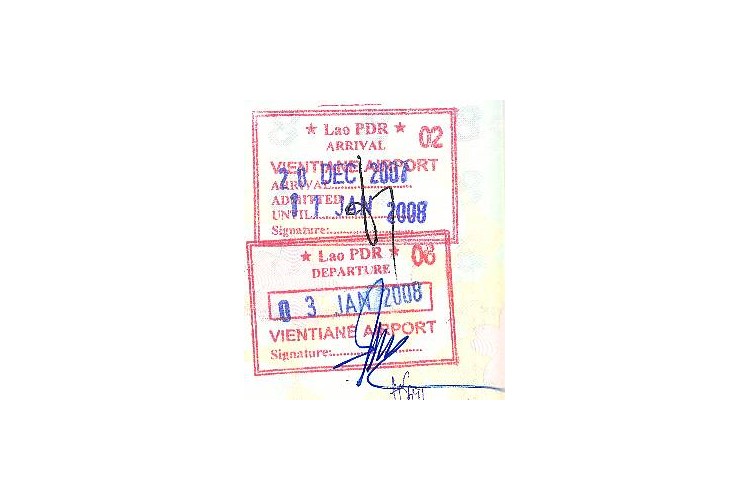 ★ Lao PDR ★ 02
ARRIVAL
VIENTIANE AIRPORT
ARRIVAL 20 DEC 2007
ADMITTED
UNTIL 11 JAN 2008
Signature:
★ Lao PDR ★ 08
DEPARTURE
03 JAN 2008
VIENTIANE AIRPORT
Signature: